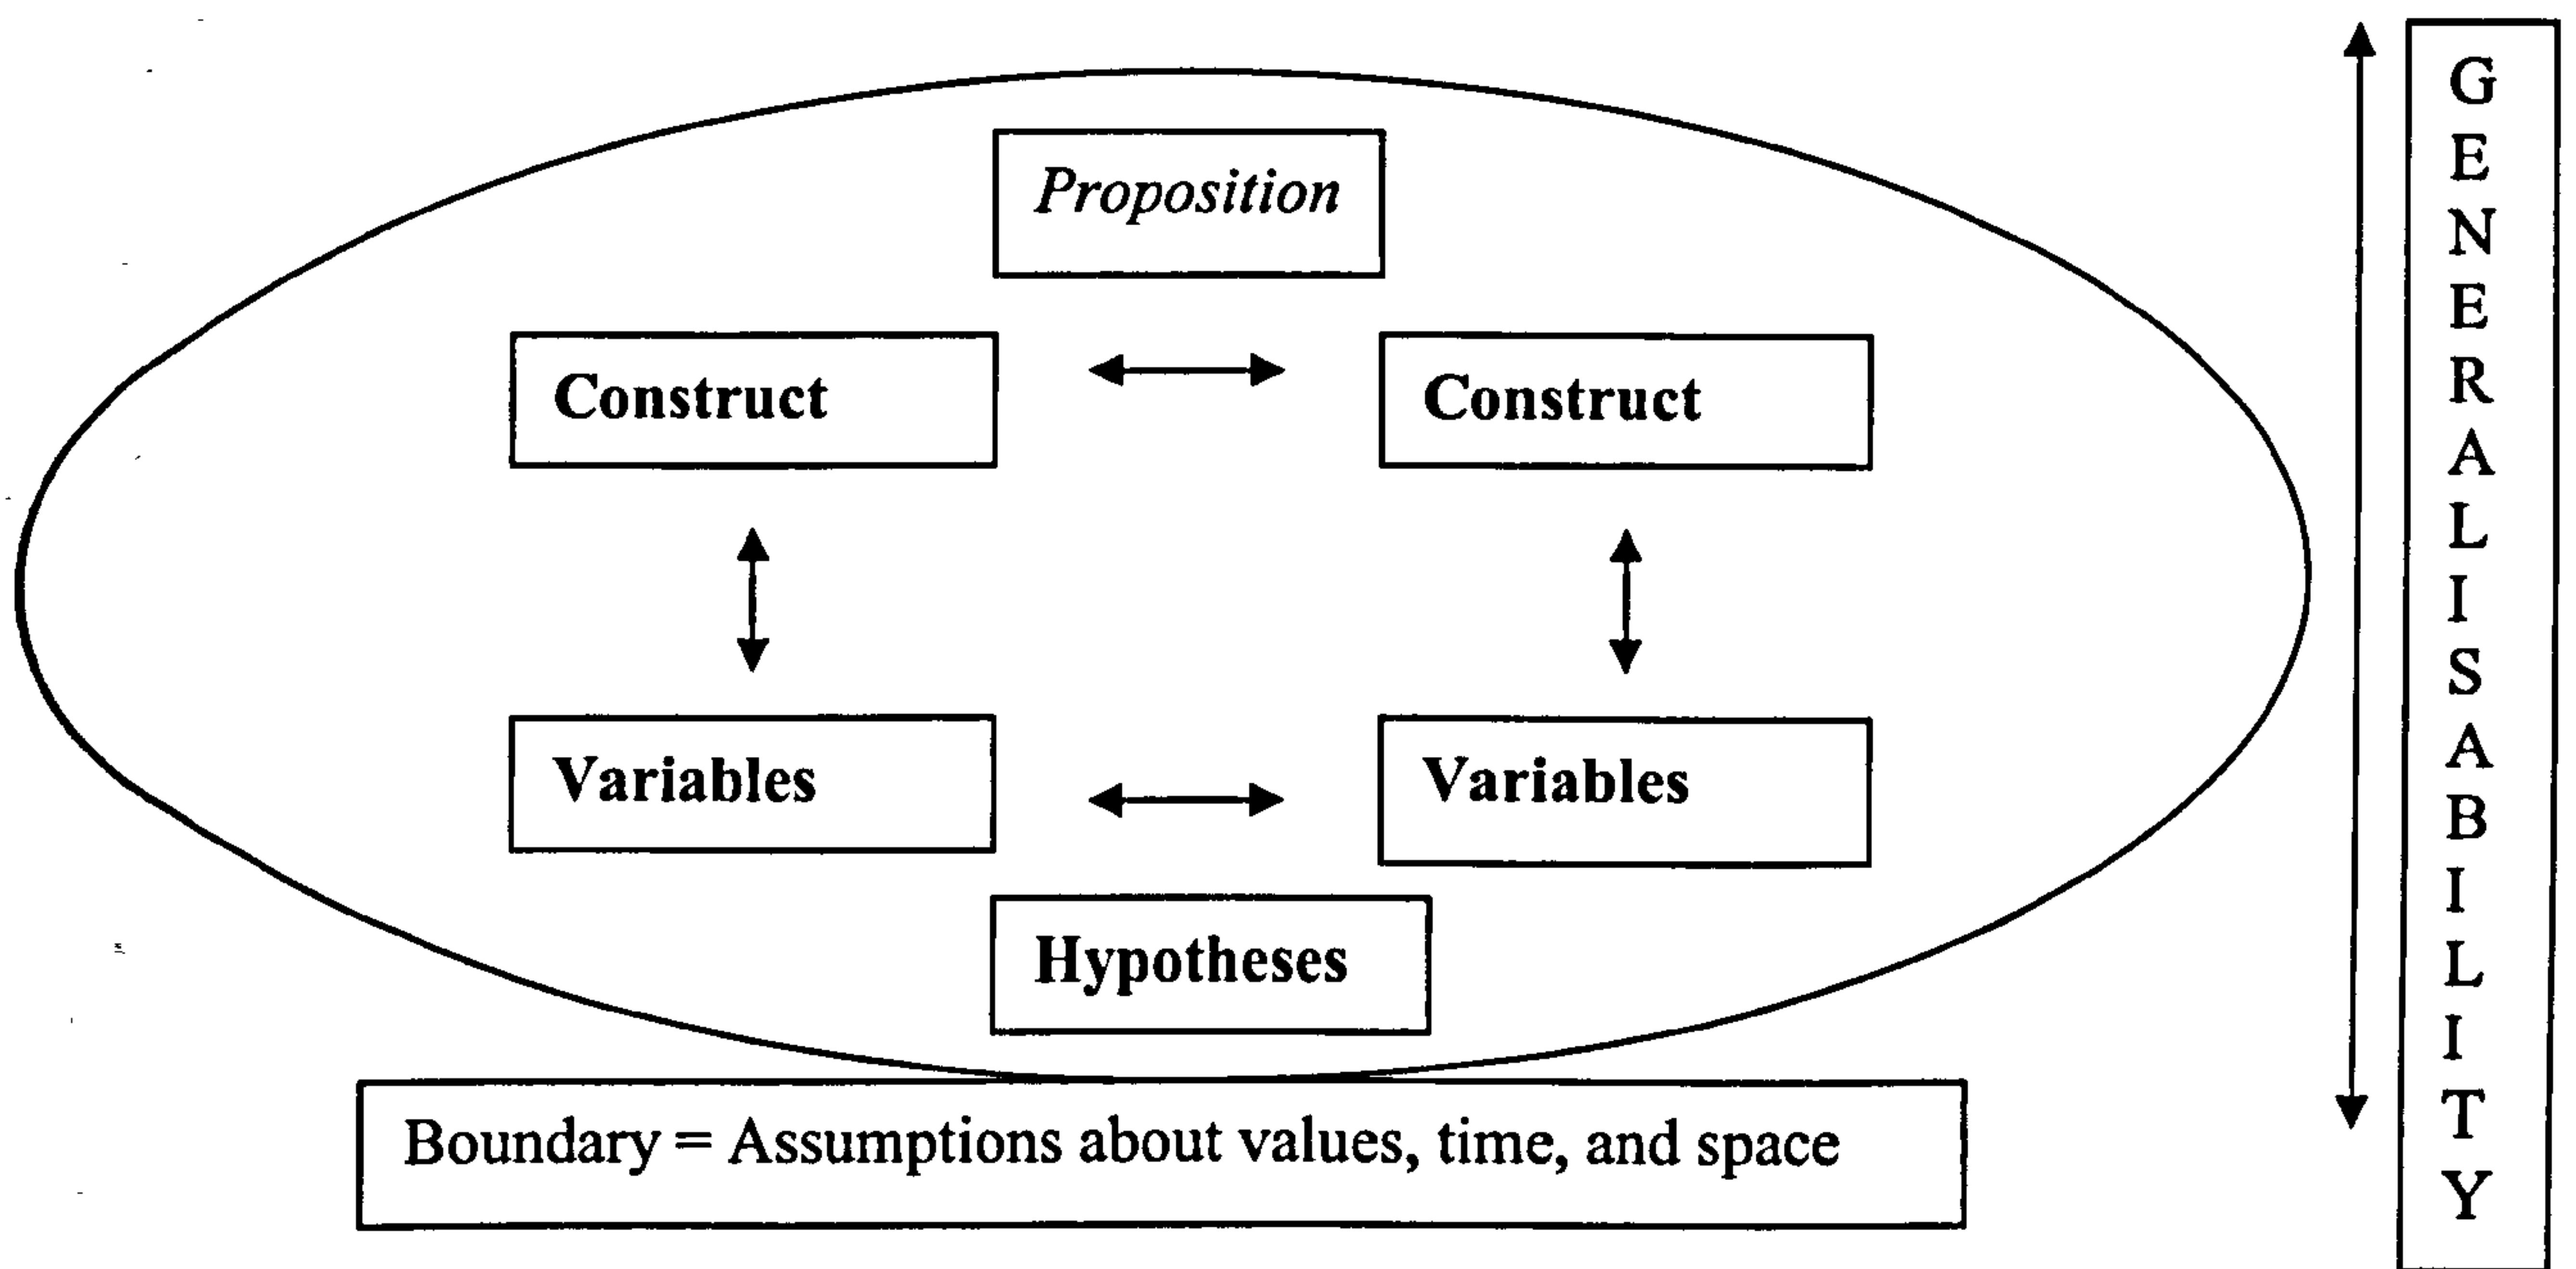 Proposition
Construct
Construct
Variables
Variables
Hypotheses
Boundary = Assumptions about values, time, and space
G
E
N
E
R
A
L
I
S
A
B
I
L
I
T
Y